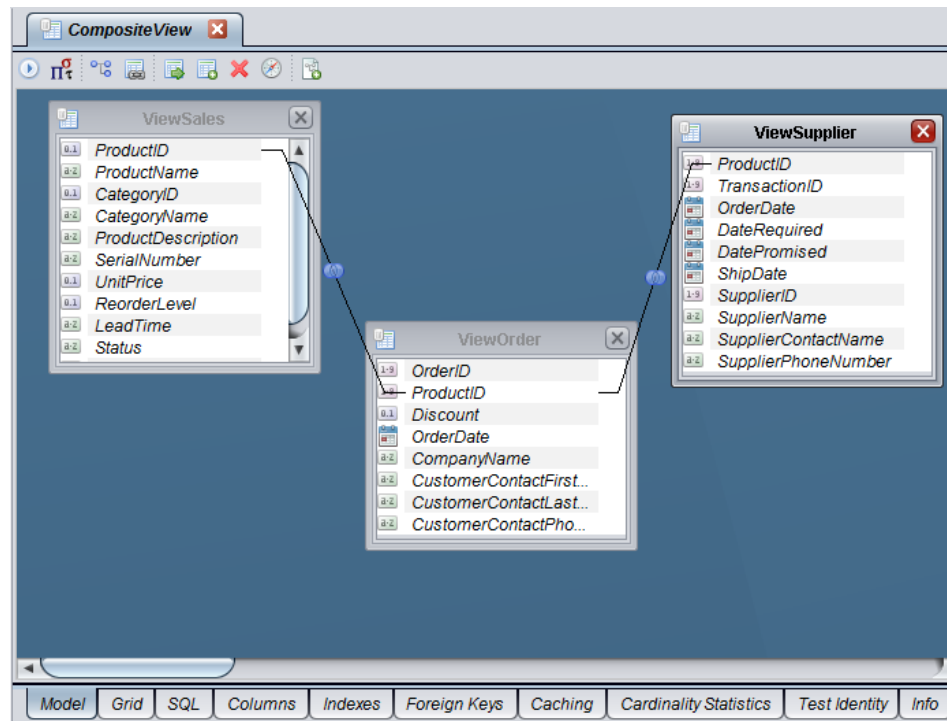 CompositeView
ViewSales
ProductID
ProductName
CategoryID
CategoryName
ProductDescription
SerialNumber
UnitPrice
ReorderLevel
LeadTime
Status
ViewOrder
OrderID
ProductID
Discount
OrderDate
CompanyName
CustomerContactFirst...
CustomerContactLast...
CustomerContactPho...
ViewSupplier
ProductID
TransactionID
OrderDate
DateRequired
DatePromised
ShipDate
SupplierID
SupplierName
SupplierContactName
SupplierPhoneNumber
Model Grid SQL Columns Indexes Foreign Keys Caching Cardinality Statistics Test Identity Info